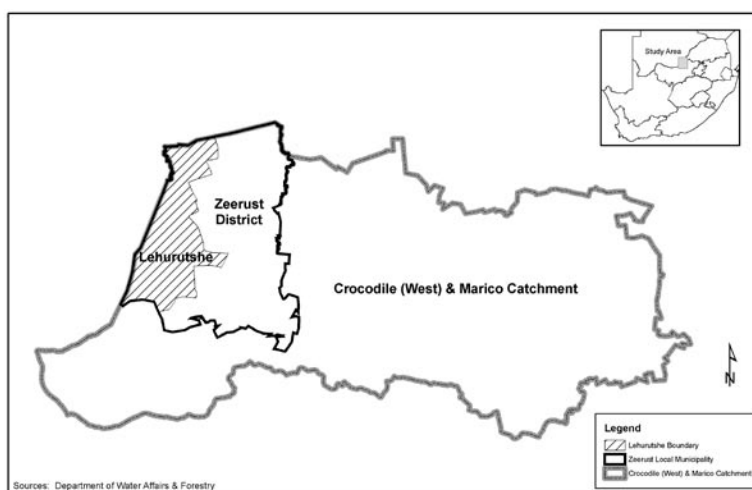 Study Area
Zeerust
District
Lehurutshe
Crocodile (West) & Marico Catchment
N
Legend
Lehurutshe Boundary
Zeerust Local Municipality
Crocodile (West) & Marico Catchment
Sources: Department of Water Affairs & Forestry